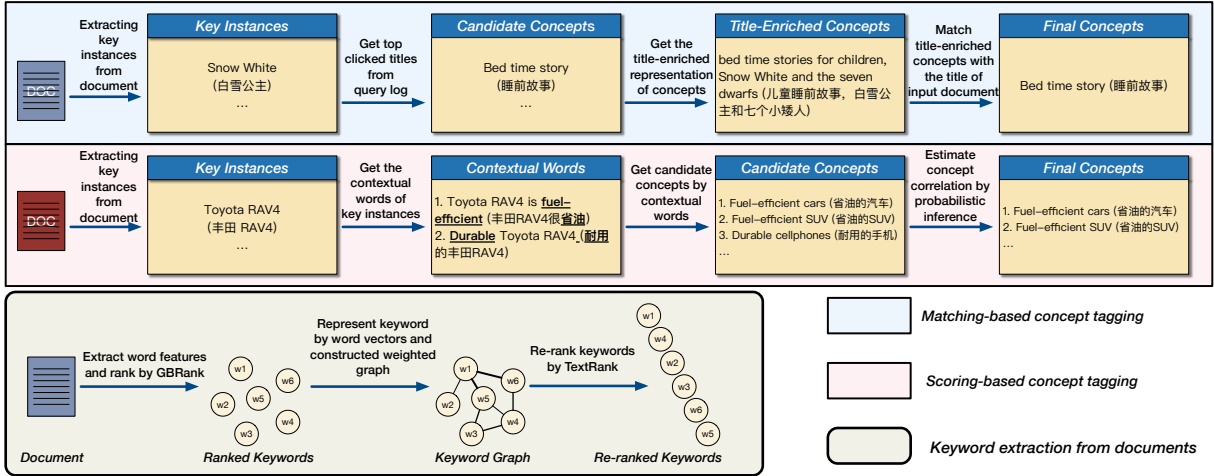 Extracting
key
instances
from
document
DOC
Key Instances
Snow White
(白雪公主)
...
Get top
clicked titles
from
query log
Candidate Concepts
Bed time story
(睡前故事)
...
Get the
title-enriched
representation
of concepts
Title-Enriched Concepts
bed time stories for children,
Snow White and the seven
dwarfs (儿童睡前故事，白雪公
主和七个小矮人)
Match
title-enriched
concepts with
the title of
input document
Final Concepts
Bed time story (睡前故事)
Extracting
key
instances
from
document
DOC
Key Instances
Toyota RAV4
(丰田 RAV4)
...
Get the
contextual
words of
key instances
Contextual Words
1. Toyota RAV4 is fuel-
efficient (丰田RAV4很省油)
2. Durable Toyota RAV4 (耐用
的丰田RAV4)
Get candidate
concepts by
contextual
words
Candidate Concepts
1. Fuel-efficient cars (省油的汽车)
2. Fuel-efficient SUV (省油的SUV)
3. Durable cellphones (耐用的手机)
...
Estimate
concept
correlation by
probabilistic
inference
Final Concepts
1. Fuel-efficient cars (省油的汽车)
2. Fuel-efficient SUV (省油的SUV)
...
Document
Extract word features
and rank by GBRank
w1
w6
w2
w5
w4
w3
Ranked Keywords
Represent keyword
by word vectors and
constructed weighted
graph
w1
w6
w2
w5
w4
w3
Keyword Graph
Re-rank keywords
by TextRank
w1
w4
w2
w3
w6
w5
Re-ranked Keywords
Matching-based concept tagging
Scoring-based concept tagging
Keyword extraction from documents